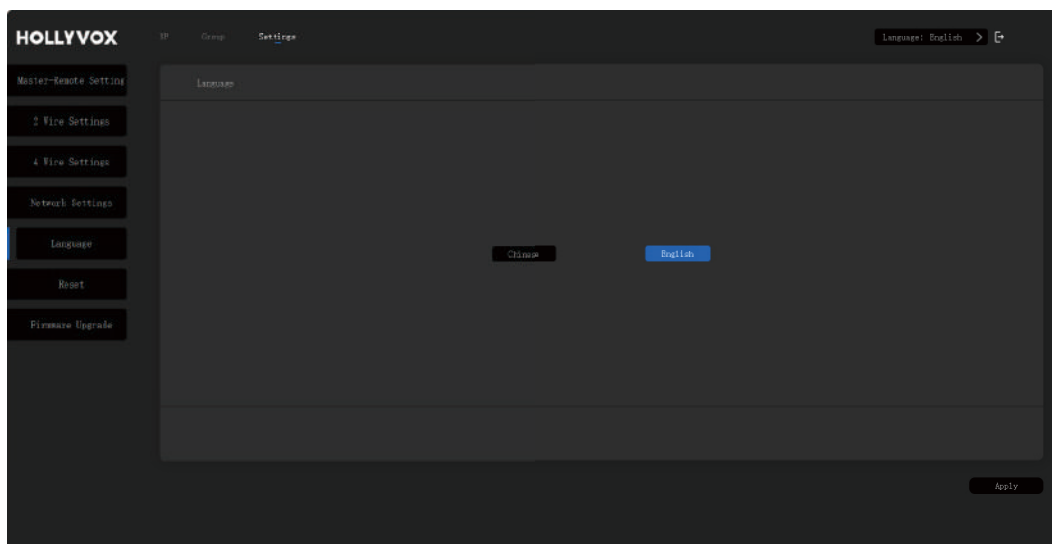 HOLLYVOX
XP Group Settings
Language: English
Master-Remote Setting
2 Wire Settings
4 Wire Settings
Network Settings
Language
Reset
Firmware Upgrade
Language
Chinese English
Apply